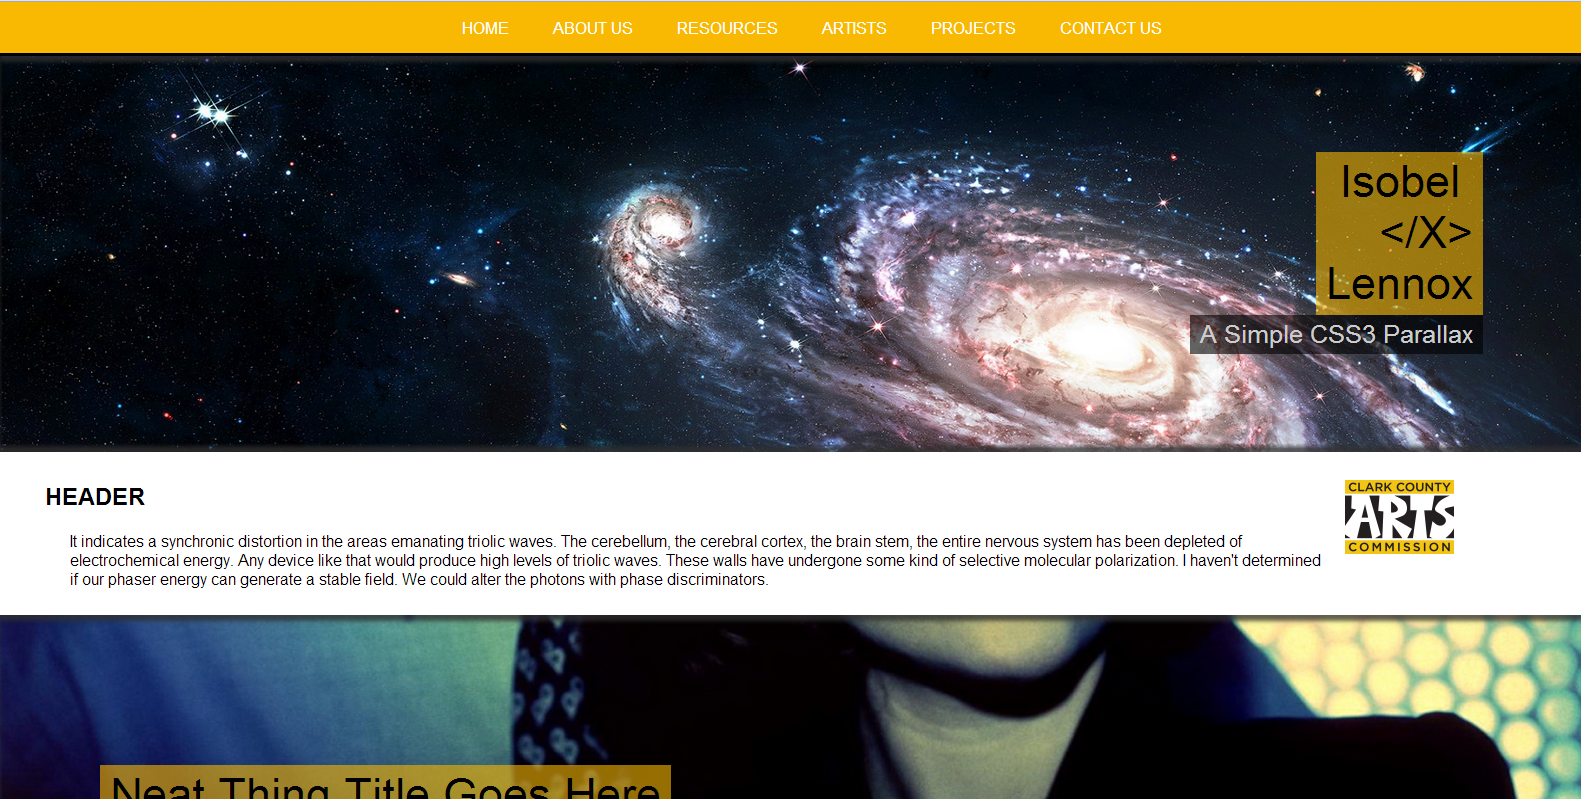 HOME ABOUT US RESOURCES ARTISTS PROJECTS CONTACT US
Isobel
</X>
Lennox
A Simple CSS3 Parallax
HEADER
CLARK COUNTY
ARTS
COMMISSION
It indicates a synchronic distortion in the areas emanating triolic waves. The cerebellum, the cerebral cortex, the brain stem, the entire nervous system has been depleted of
electrochemical energy. Any device like that would produce high levels of triolic waves. These walls have undergone some kind of selective molecular polarization. I haven't determined
if our phaser energy can generate a stable field. We could alter the photons with phase discriminators.
Neat Thing Title Goes Here